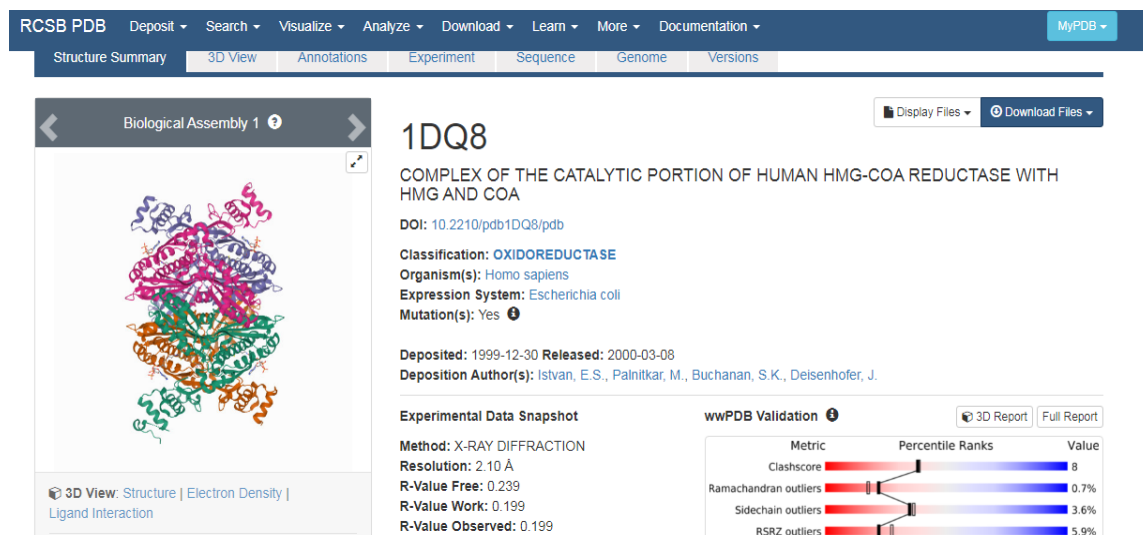 RCSB PDB Deposit Search Visualize Analyze Download Learn More Documentation MyPDB
Structure Summary 3D View Annotations Experiment Sequence Genome Versions
Biological Assembly 1 ?
Display Files Download Files
1DQ8
COMPLEX OF THE CATALYTIC PORTION OF HUMAN HMG-COA REDUCTASE WITH
HMG AND COA
DOI: 10.2210/pdb1DQ8/pdb
Classification: OXIDOREDUCTASE
Organism(s): Homo sapiens
Expression System: Escherichia coli
Mutation(s): Yes
Deposited: 1999-12-30 Released: 2000-03-08
Deposition Author(s): Istvan, E.S., Palnitkar, M., Buchanan, S.K., Deisenhofer, J.
3D View: Structure | Electron Density |
Ligand Interaction
Experimental Data Snapshot
Method: X-RAY DIFFRACTION
Resolution: 2.10 Å
R-Value Free: 0.239
R-Value Work: 0.199
R-Value Observed: 0.199
wwPDB Validation 3D Report Full Report
Metric Percentile Ranks Value
Clashscore 8
Ramachandran outliers 0.7%
Sidechain outliers 3.6%
RSRZ outliers 5.9%